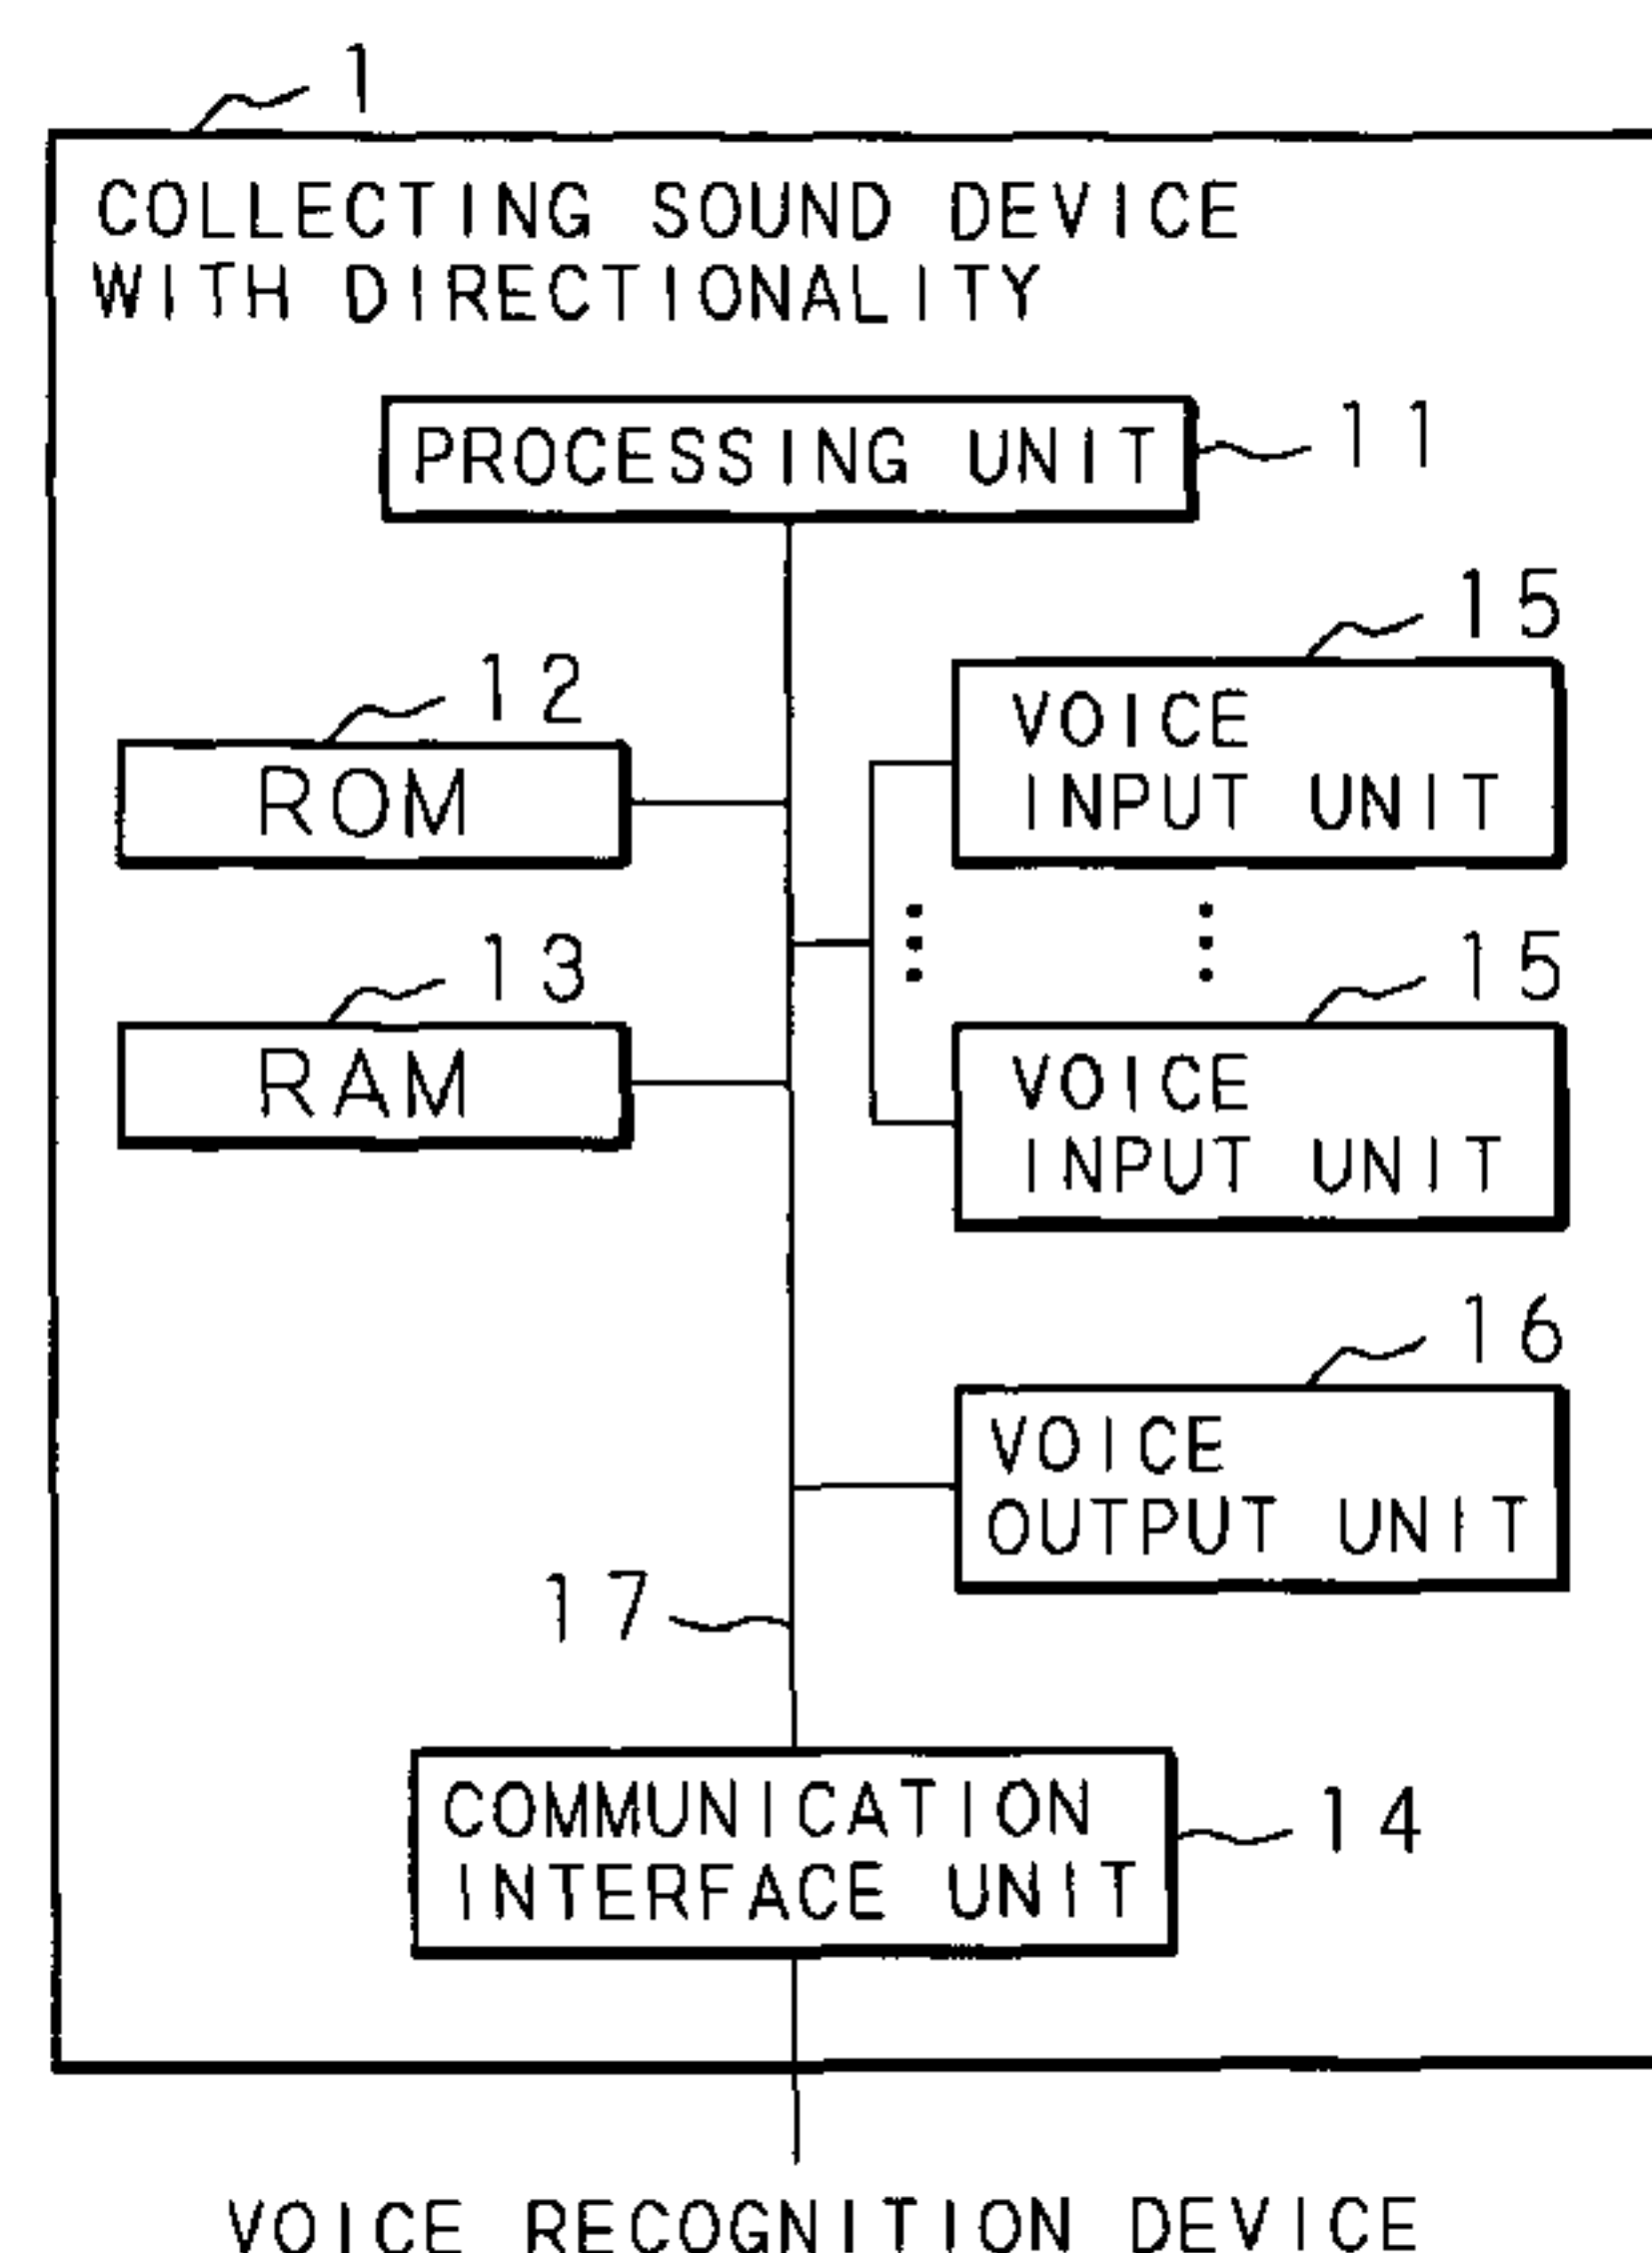 1
COLLECTING SOUND DEVICE
WITH DIRECTIONALITY
PROCESSING UNIT
11
15
VOICE
INPUT UNIT
12
ROM
13
RAM
15
VOICE
INPUT UNIT
16
VOICE
OUTPUT UNIT
17
COMMUNICATION
INTERFACE UNIT
14
VOICE RECOGNITION DEVICE